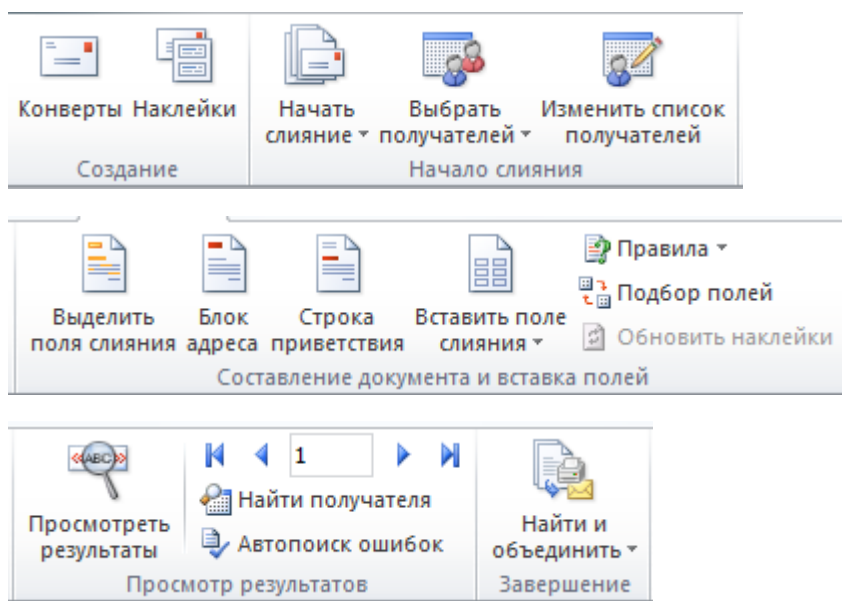 Конверты Наклейки Начать Выбрать Изменить список
слияние получателей получателей
Создание Начало слияния
Правила
Подбор полей
Выделить Блок Строка Вставить поле
поля слияния адреса приветствия слияния Обновить наклейки
Составление документа и вставка полей
«ABC» 1
Найти получателя
Просмотреть Найти и
результаты Автопоиск ошибок объединить
Просмотр результатов Завершение